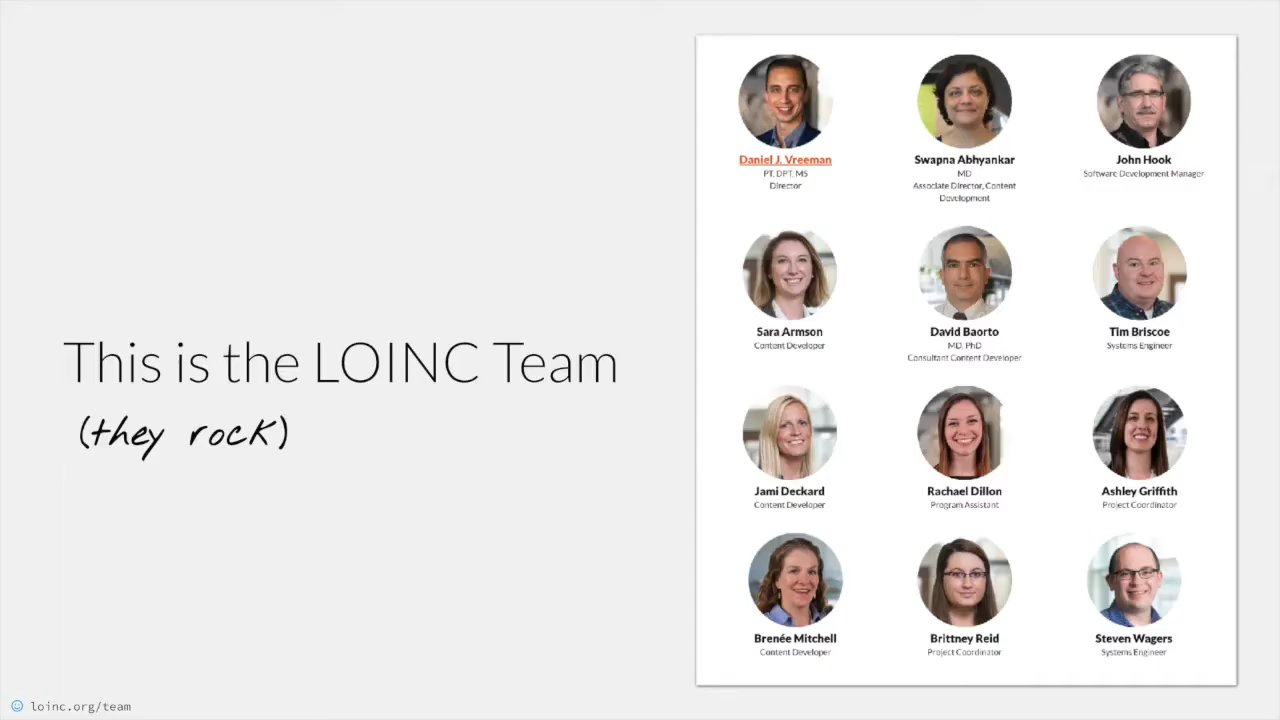 This is the LOINC Team
(they rock)
Daniel J. Vreeman
PT, DPT, MS
Director
Swapna Abhyankar
MD
Associate Director, Content
Development
John Hook
Software Development Manager
Sara Armson
Content Developer
David Baorto
MD, PhD
Consultant Content Developer
Tim Briscoe
Systems Engineer
Jami Deckard
Content Developer
Rachael Dillon
Program Assistant
Ashley Griffith
Project Coordinator
Brenée Mitchell
Content Developer
Brittney Reid
Project Coordinator
Steven Wagers
Systems Engineer
loinc.org/team